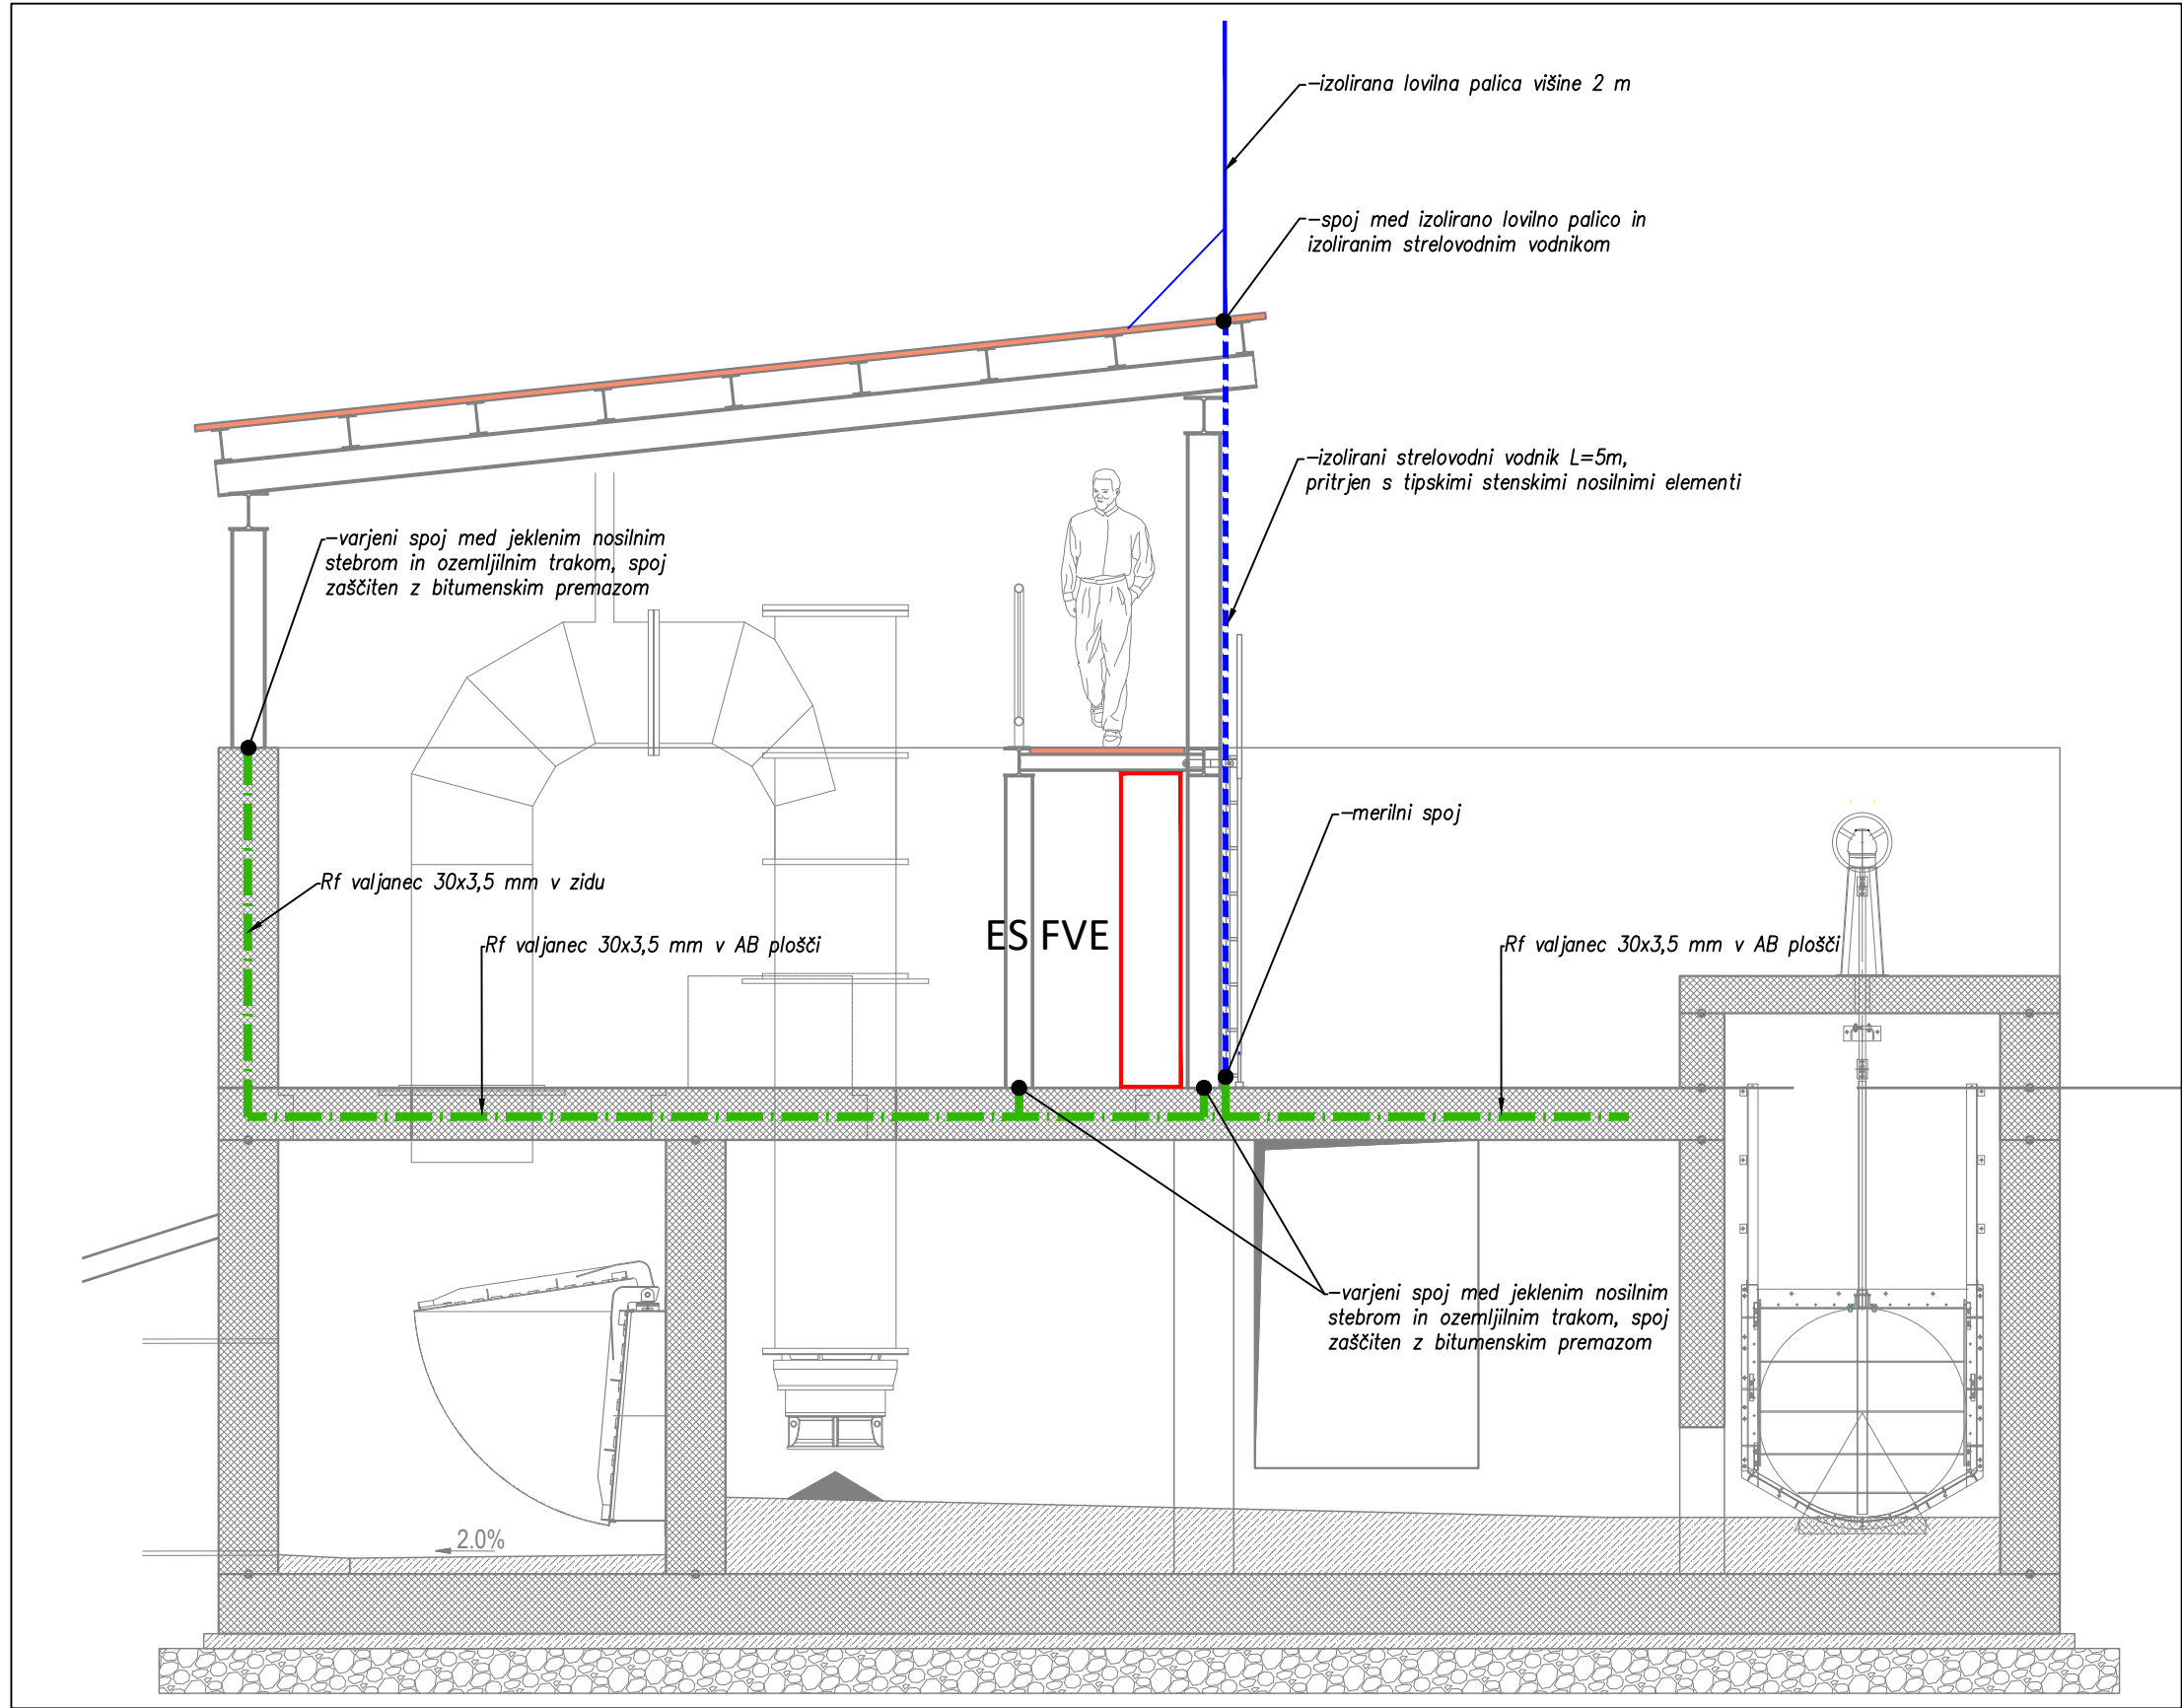 -izolirana lovilna palica višine 2 m
-spoj med izolirano lovilno palico in
izoliranim strelovodnim vodnikom
-izolirani strelovodni vodnik L=5m,
pritrjen s tipskimi stenskimi nosilnimi elementi
-varjeni spoj med jeklenim nosilnim
stebrom in ozemljilnim trakom, spoj
zaščiten z bitumenskim premazom
-merilni spoj
Rf valjanec 30x3,5 mm v zidu
Rf valjanec 30x3,5 mm v AB plošči
ES FVE
Rf valjanec 30x3,5 mm v AB plošči
-varjeni spoj med jeklenim nosilnim
stebrom in ozemljilnim trakom, spoj
zaščiten z bitumenskim premazom
2.0%